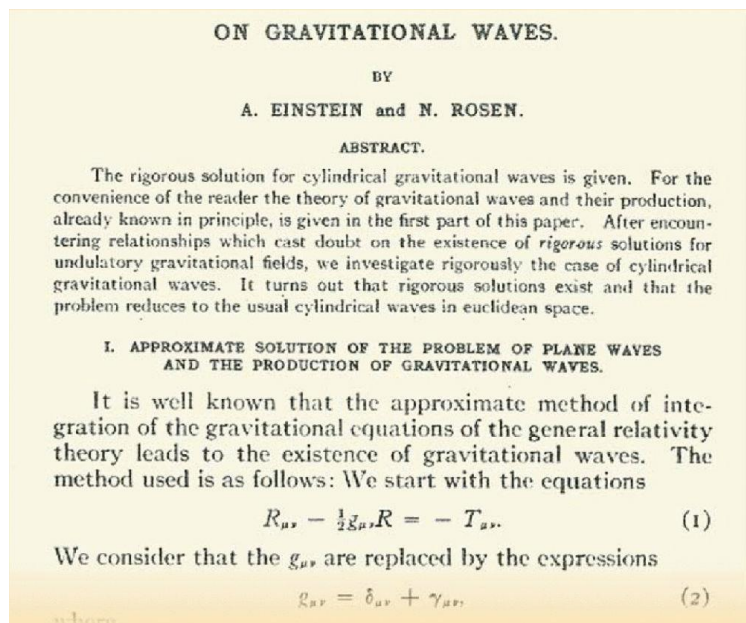 ON GRAVITATIONAL WAVES.
BY
A. EINSTEIN and N. ROSEN.
ABSTRACT.
The rigorous solution for cylindrical gravitational waves is given. For the
convenience of the reader the theory of gravitational waves and their production,
already known in principle, is given in the first part of this paper. After encoun-
tering relationships which cast doubt on the existence of rigorous solutions for
undulatory gravitational fields, we investigate rigorously the case of cylindrical
gravitational waves. It turns out that rigorous solutions exist and that the
problem reduces to the usual cylindrical waves in euclidean space.
I. APPROXIMATE SOLUTION OF THE PROBLEM OF PLANE WAVES
AND THE PRODUCTION OF GRAVITATIONAL WAVES.
It is well known that the approximate method of inte-
gration of the gravitational equations of the general relativity
theory leads to the existence of gravitational waves. The
method used is as follows: We start with the equations
R_μν − ½g_μνR = − T_μν. (1)
We consider that the g_μν are replaced by the expressions
g_μν = δ_μν + γ_μν, (2)
where